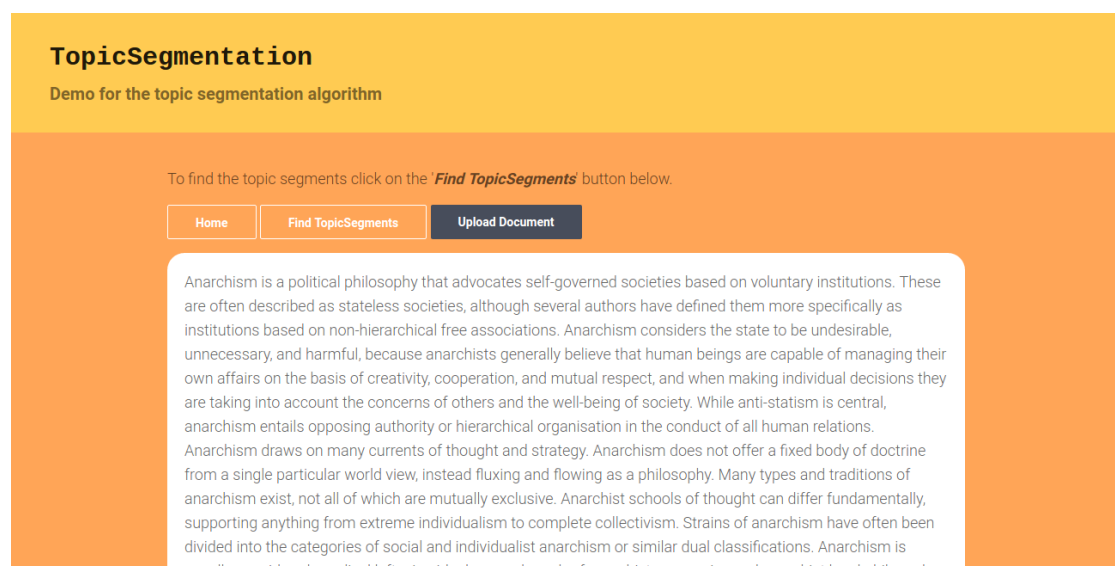 TopicSegmentation
Demo for the topic segmentation algorithm
To find the topic segments click on the 'Find TopicSegments' button below.
Home
Find TopicSegments
Upload Document
Anarchism is a political philosophy that advocates self-governed societies based on voluntary institutions. These
are often described as stateless societies, although several authors have defined them more specifically as
institutions based on non-hierarchical free associations. Anarchism considers the state to be undesirable,
unnecessary, and harmful, because anarchists generally believe that human beings are capable of managing their
own affairs on the basis of creativity, cooperation, and mutual respect, and when making individual decisions they
are taking into account the concerns of others and the well-being of society. While anti-statism is central,
anarchism entails opposing authority or hierarchical organisation in the conduct of all human relations.
Anarchism draws on many currents of thought and strategy. Anarchism does not offer a fixed body of doctrine
from a single particular world view, instead fluxing and flowing as a philosophy. Many types and traditions of
anarchism exist, not all of which are mutually exclusive. Anarchist schools of thought can differ fundamentally,
supporting anything from extreme individualism to complete collectivism. Strains of anarchism have often been
divided into the categories of social and individualist anarchism or similar dual classifications. Anarchism is